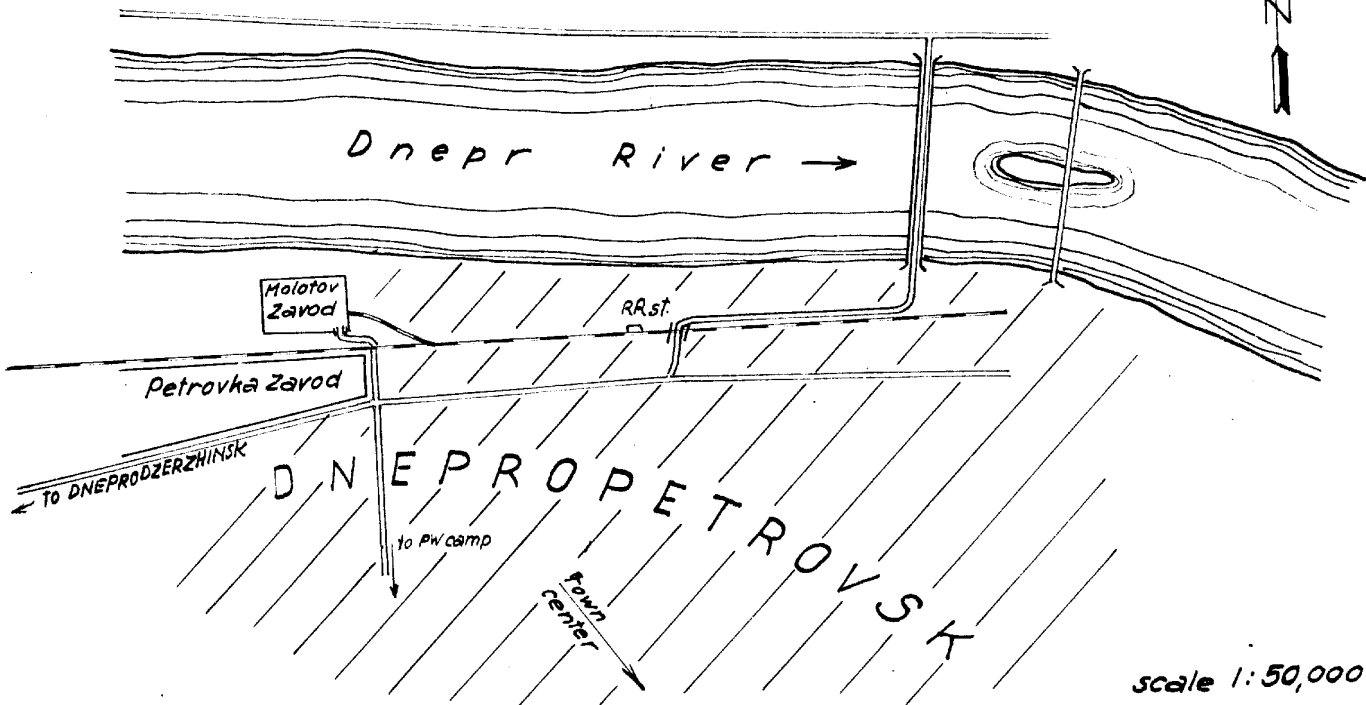 N
Dnepr River
Molotov
Zavod
RR st.
Petrovka Zavod
TO DNEPRODZERZHINSK
DNEPROPETROVSK
to PW camp
town
center
scale 1:50,000